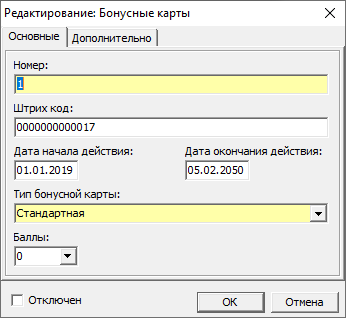 Редактирование: Бонусные карты
Основные Дополнительно
Номер:
1
Штрих код:
0000000000017
Дата начала действия: Дата окончания действия:
01.01.2019 05.02.2050
Тип бонусной карты:
Стандартная
Баллы:
0
Отключен OK Отмена